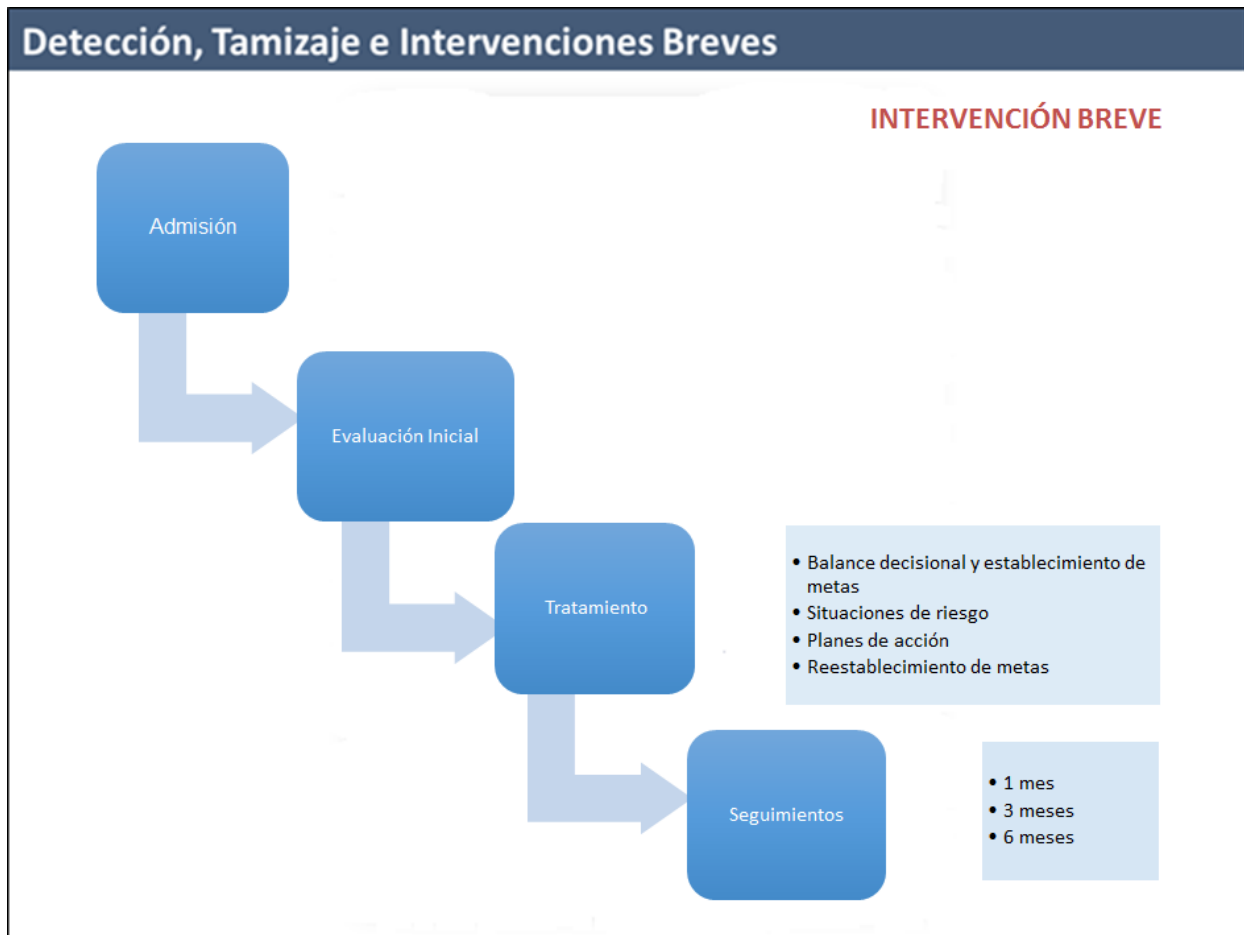 Detección, Tamizaje e Intervenciones Breves
INTERVENCIÓN BREVE
Admisión
Evaluación Inicial
Tratamiento
• Balance decisional y establecimiento de
metas
• Situaciones de riesgo
• Planes de acción
• Reestablecimiento de metas
Seguimientos
• 1 mes
• 3 meses
• 6 meses